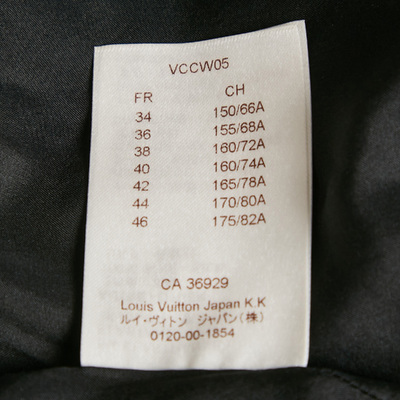 VCCW05
FR CH
34 150/66A
36 155/68A
38 160/72A
40 160/74A
42 165/78A
44 170/80A
46 175/82A
CA 36929
Louis Vuitton Japan K.K
ルイ・ヴィトン ジャパン(株)
0120-00-1854